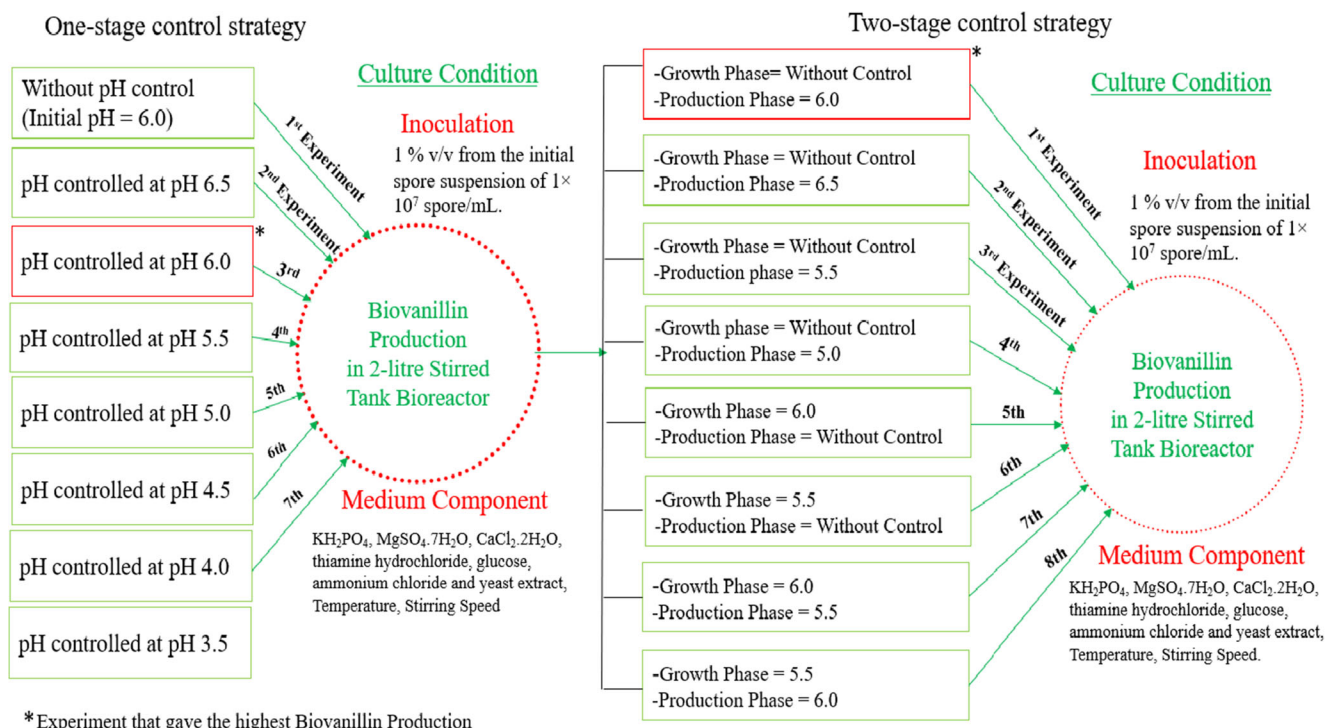 One-stage control strategy
Without pH control
(Initial pH = 6.0)
pH controlled at pH 6.5
pH controlled at pH 6.0
*
pH controlled at pH 5.5
pH controlled at pH 5.0
pH controlled at pH 4.5
pH controlled at pH 4.0
pH controlled at pH 3.5
1st Experiment
2nd Experiment
3rd
4th
5th
6th
7th
Culture Condition
Inoculation
1 % v/v from the initial
spore suspension of 1×
10⁷ spore/mL.
Biovanillin
Production
in 2-litre Stirred
Tank Bioreactor
Medium Component
KH₂PO₄, MgSO₄.7H₂O, CaCl₂.2H₂O,
thiamine hydrochloride, glucose,
ammonium chloride and yeast extract,
Temperature, Stirring Speed
Two-stage control strategy
*
-Growth Phase= Without Control
-Production Phase = 6.0
-Growth Phase = Without Control
-Production Phase = 6.5
-Growth Phase = Without Control
-Production phase = 5.5
-Growth phase = Without Control
-Production Phase = 5.0
-Growth Phase = 6.0
-Production Phase = Without Control
-Growth Phase = 5.5
-Production Phase = Without Control
-Growth Phase = 6.0
-Production Phase = 5.5
-Growth Phase = 5.5
-Production Phase = 6.0
1st Experiment
2nd Experiment
3rd Experiment
4th
5th
6th
7th
8th
Culture Condition
Inoculation
1 % v/v from the initial
spore suspension of 1×
10⁷ spore/mL.
Biovanillin
Production
in 2-litre Stirred
Tank Bioreactor
Medium Component
KH₂PO₄, MgSO₄.7H₂O, CaCl₂.2H₂O,
thiamine hydrochloride, glucose,
ammonium chloride and yeast extract,
Temperature, Stirring Speed.
*Experiment that gave the highest Biovanillin Production